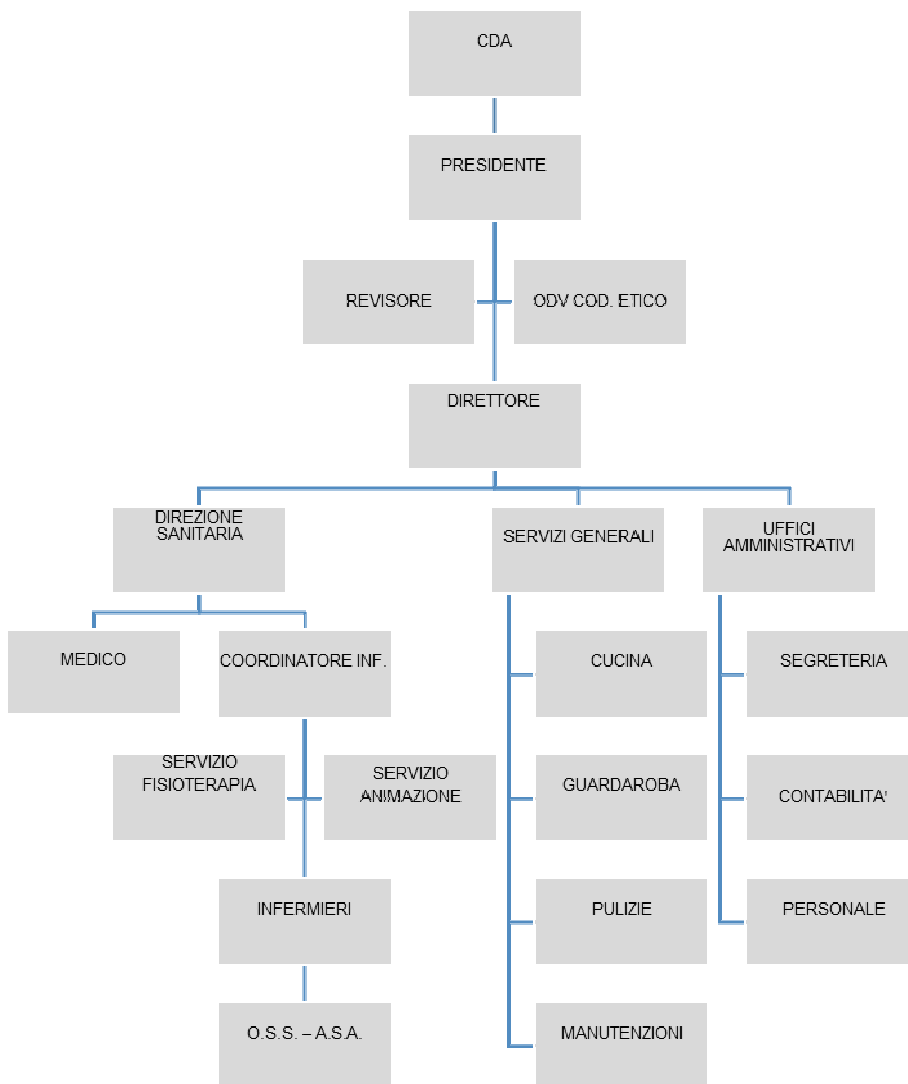 CDA
PRESIDENTE
REVISORE
ODV COD. ETICO
DIRETTORE
DIREZIONE
SANITARIA
SERVIZI GENERALI
UFFICI
AMMINISTRATIVI
MEDICO
COORDINATORE INF.
CUCINA
SEGRETERIA
SERVIZIO
FISIOTERAPIA
SERVIZIO
ANIMAZIONE
GUARDAROBA
CONTABILITA'
INFERMIERI
PULIZIE
PERSONALE
O.S.S. – A.S.A.
MANUTENZIONI